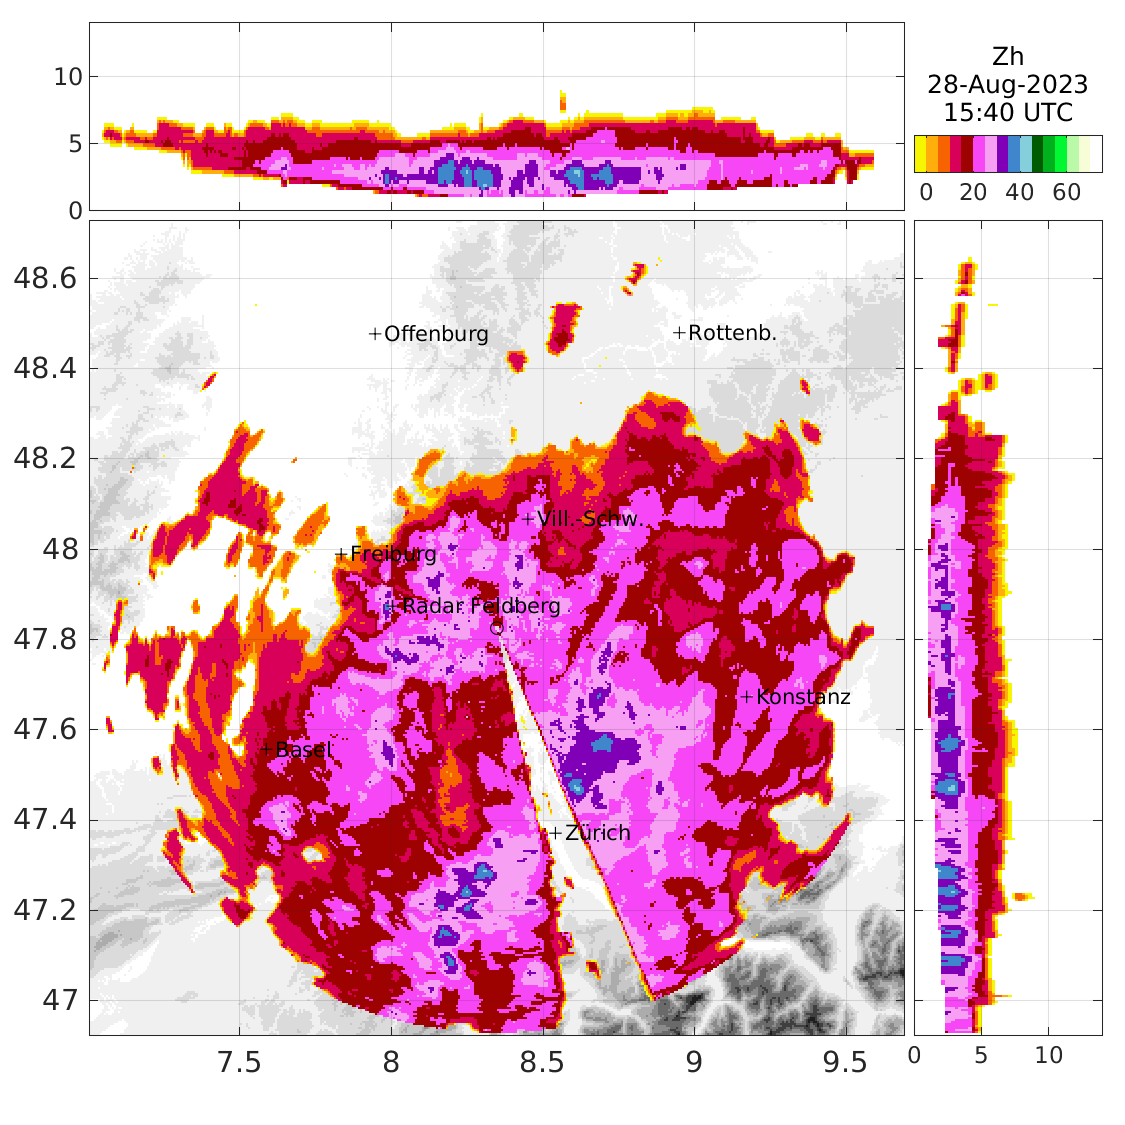 10
5
0
Zh
28-Aug-2023
15:40 UTC
0 20 40 60
48.6
48.4
48.2
48
47.8
47.6
47.4
47.2
47
+Offenburg
+Rottenb.
+Vill.-Schw.
+Freiburg
+Radar Feldberg
+Konstanz
+Basel
+Zürich
7.5 8 8.5 9 9.5
0 5 10